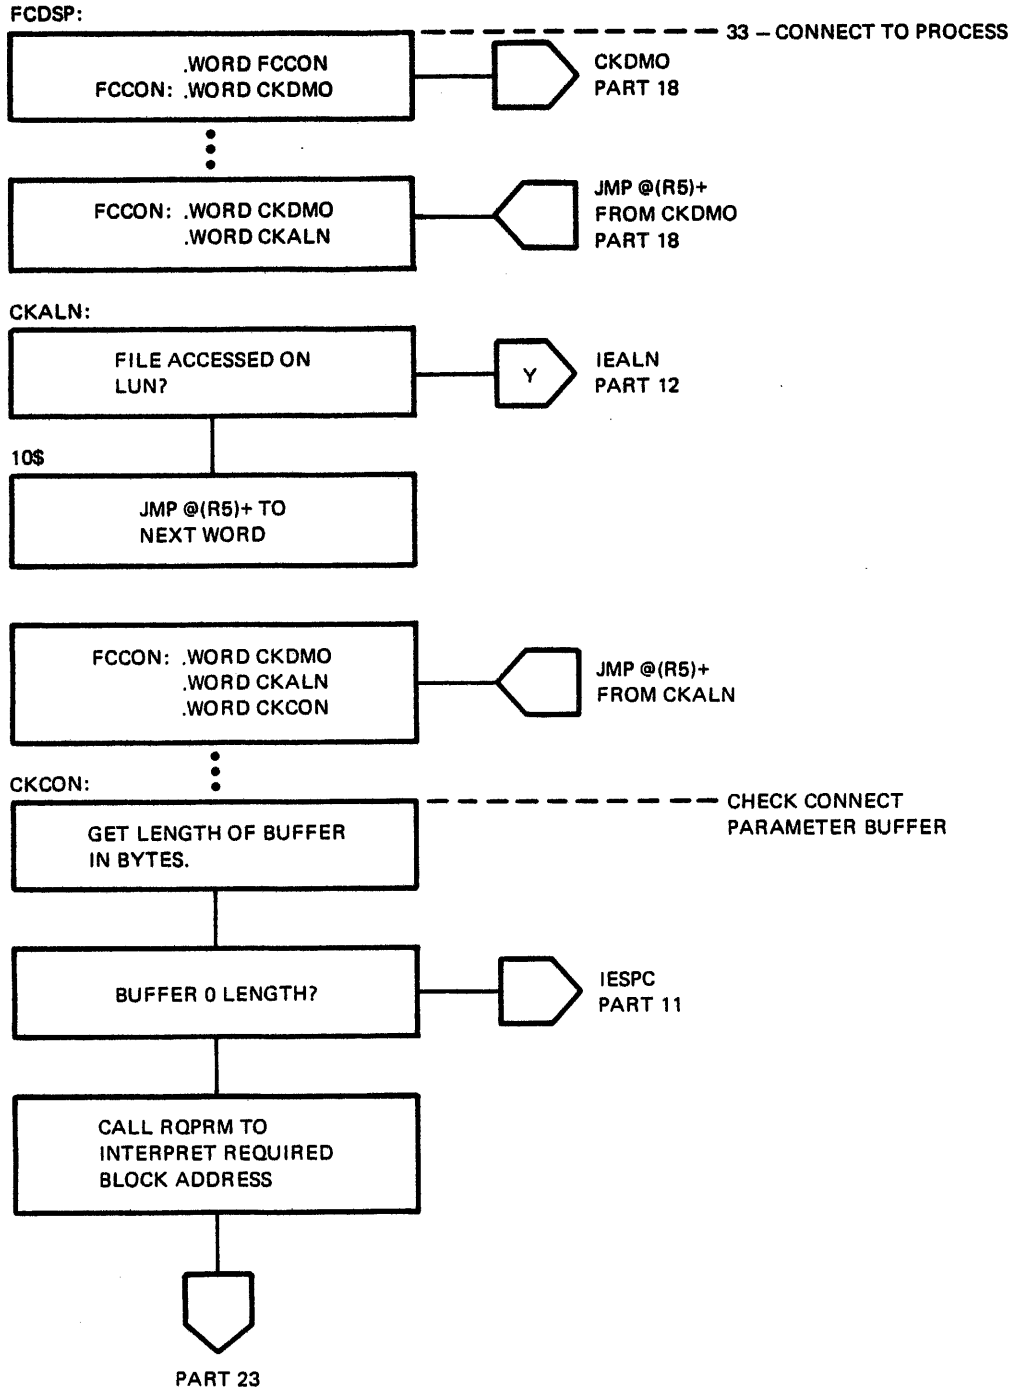 FCDSP:
33 – CONNECT TO PROCESS
.WORD FCCON
FCCON: .WORD CKDMO
CKDMO
PART 18
FCCON: .WORD CKDMO
.WORD CKALN
JMP @(R5)+
FROM CKDMO
PART 18
CKALN:
FILE ACCESSED ON
LUN?
Y
IEALN
PART 12
10$
JMP @(R5)+ TO
NEXT WORD
FCCON: .WORD CKDMO
.WORD CKALN
.WORD CKCON
JMP @(R5)+
FROM CKALN
CKCON:
CHECK CONNECT
PARAMETER BUFFER
GET LENGTH OF BUFFER
IN BYTES.
BUFFER 0 LENGTH?
IESPC
PART 11
CALL RQPRM TO
INTERPRET REQUIRED
BLOCK ADDRESS
PART 23